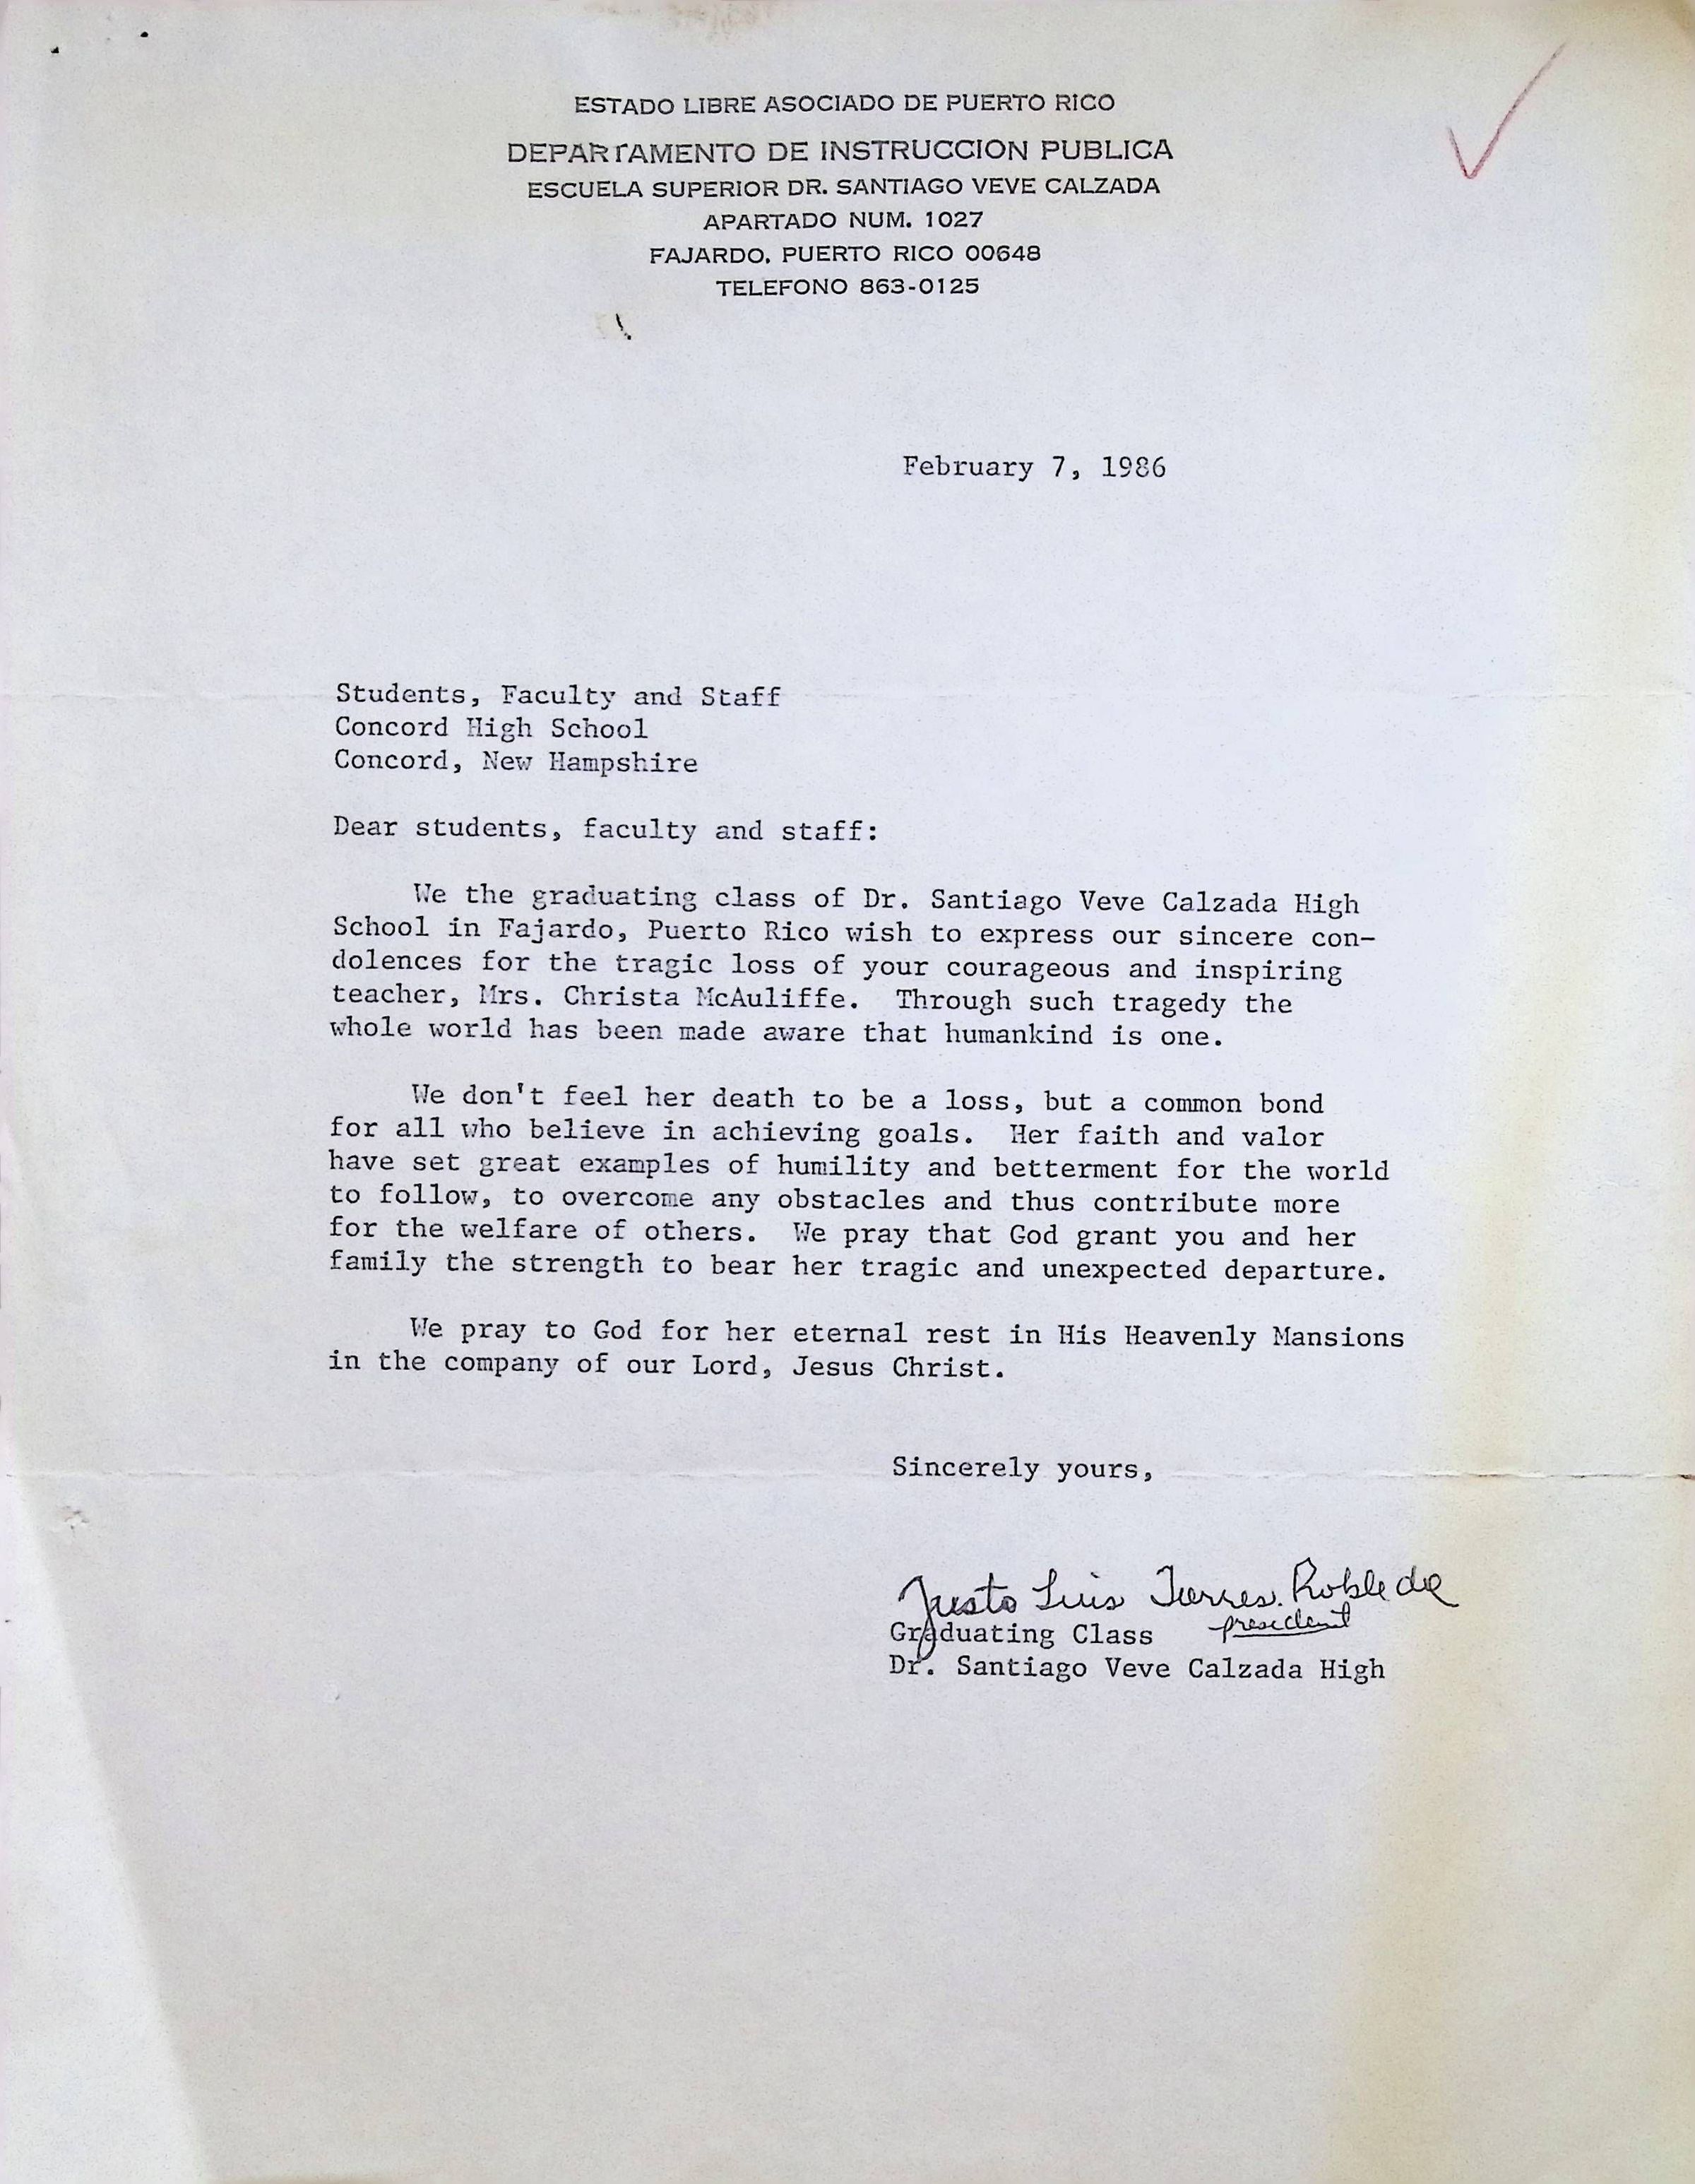 ESTADO LIBRE ASOCIADO DE PUERTO RICO
DEPARTAMENTO DE INSTRUCCION PUBLICA
ESCUELA SUPERIOR DR. SANTIAGO VEVE CALZADA
APARTADO NUM. 1027
FAJARDO, PUERTO RICO 00648
TELEFONO 863-0125
February 7, 1986
Students, Faculty and Staff
Concord High School
Concord, New Hampshire
Dear students, faculty and staff:
We the graduating class of Dr. Santiago Veve Calzada High
School in Fajardo, Puerto Rico wish to express our sincere con-
dolences for the tragic loss of your courageous and inspiring
teacher, Mrs. Christa McAuliffe. Through such tragedy the
whole world has been made aware that humankind is one.
We don't feel her death to be a loss, but a common bond
for all who believe in achieving goals. Her faith and valor
have set great examples of humility and betterment for the world
to follow, to overcome any obstacles and thus contribute more
for the welfare of others. We pray that God grant you and her
family the strength to bear her tragic and unexpected departure.
We pray to God for her eternal rest in His Heavenly Mansions
in the company of our Lord, Jesus Christ.
Sincerely yours,
Justo Luis Torres Robledo
Graduating Class president
Dr. Santiago Veve Calzada High